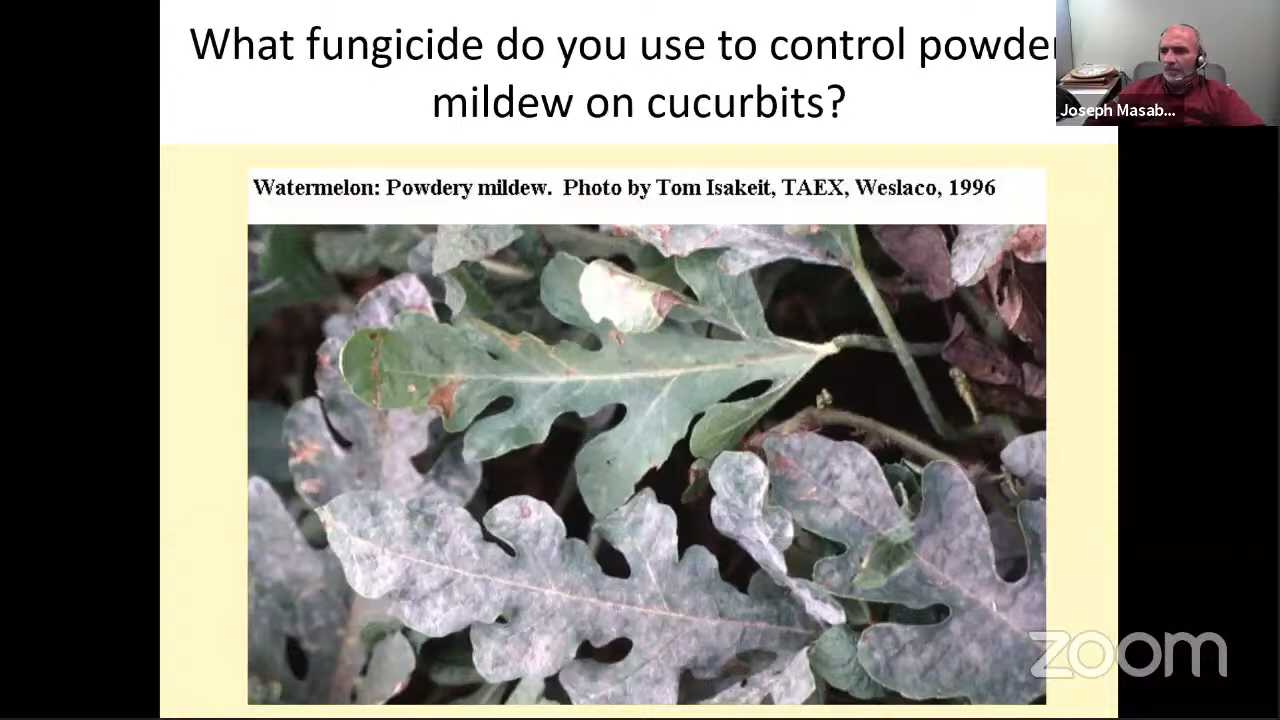 What fungicide do you use to control powde
mildew on cucurbits?
Joseph Masab...
Watermelon: Powdery mildew. Photo by Tom Isakeit, TAEX, Weslaco, 1996
zoom